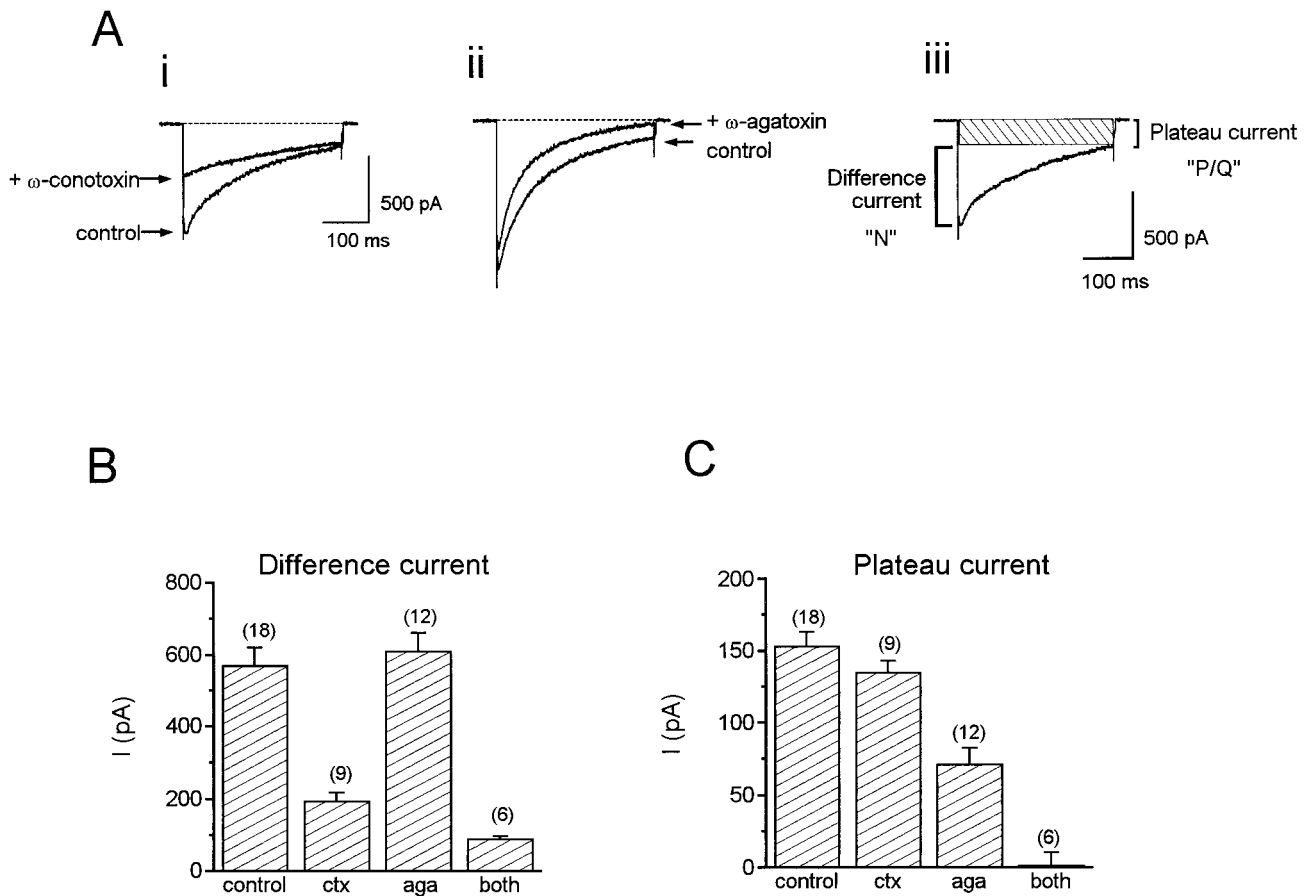 A
i
ii
iii
+ ω-conotoxin
control
500 pA
100 ms
+ ω-agatoxin
control
Difference
current
"N"
Plateau current
"P/Q"
500 pA
100 ms
B
Difference current
I (pA)
800
600
400
200
0
(18)
(9)
(12)
(6)
control ctx aga both
C
Plateau current
I (pA)
200
150
100
50
0
(18)
(9)
(12)
(6)
control ctx aga both